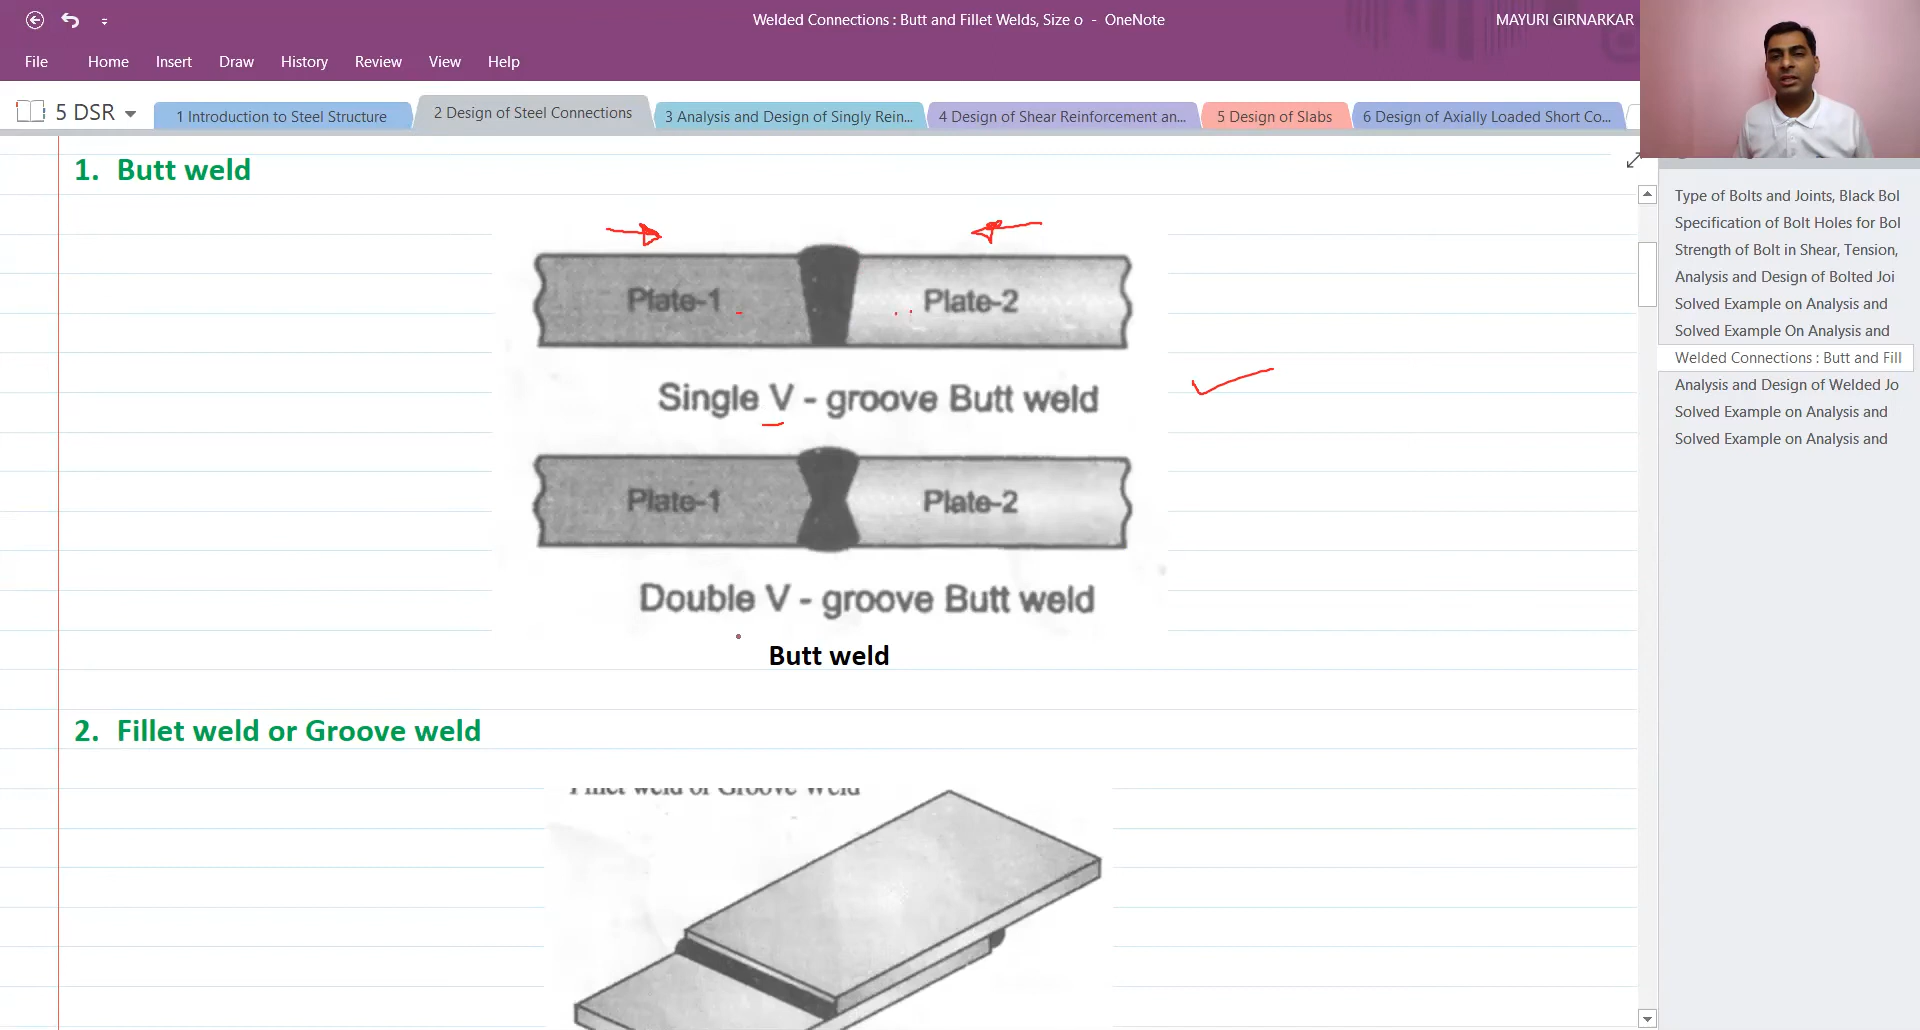 Welded Connections : Butt and Fillet Welds, Size o - OneNote
MAYURI GIRNARKAR
File Home Insert Draw History Review View Help
5 DSR
1 Introduction to Steel Structure
2 Design of Steel Connections
3 Analysis and Design of Singly Rein...
4 Design of Shear Reinforcement an...
5 Design of Slabs
6 Design of Axially Loaded Short Co...
1. Butt weld
Plate-1 Plate-2
Single V - groove Butt weld
Plate-1 Plate-2
Double V - groove Butt weld
Butt weld
2. Fillet weld or Groove weld
Fillet weld or Groove Weld
Type of Bolts and Joints, Black Bol
Specification of Bolt Holes for Bol
Strength of Bolt in Shear, Tension,
Analysis and Design of Bolted Joi
Solved Example on Analysis and
Solved Example On Analysis and
Welded Connections : Butt and Fill
Analysis and Design of Welded Jo
Solved Example on Analysis and
Solved Example on Analysis and